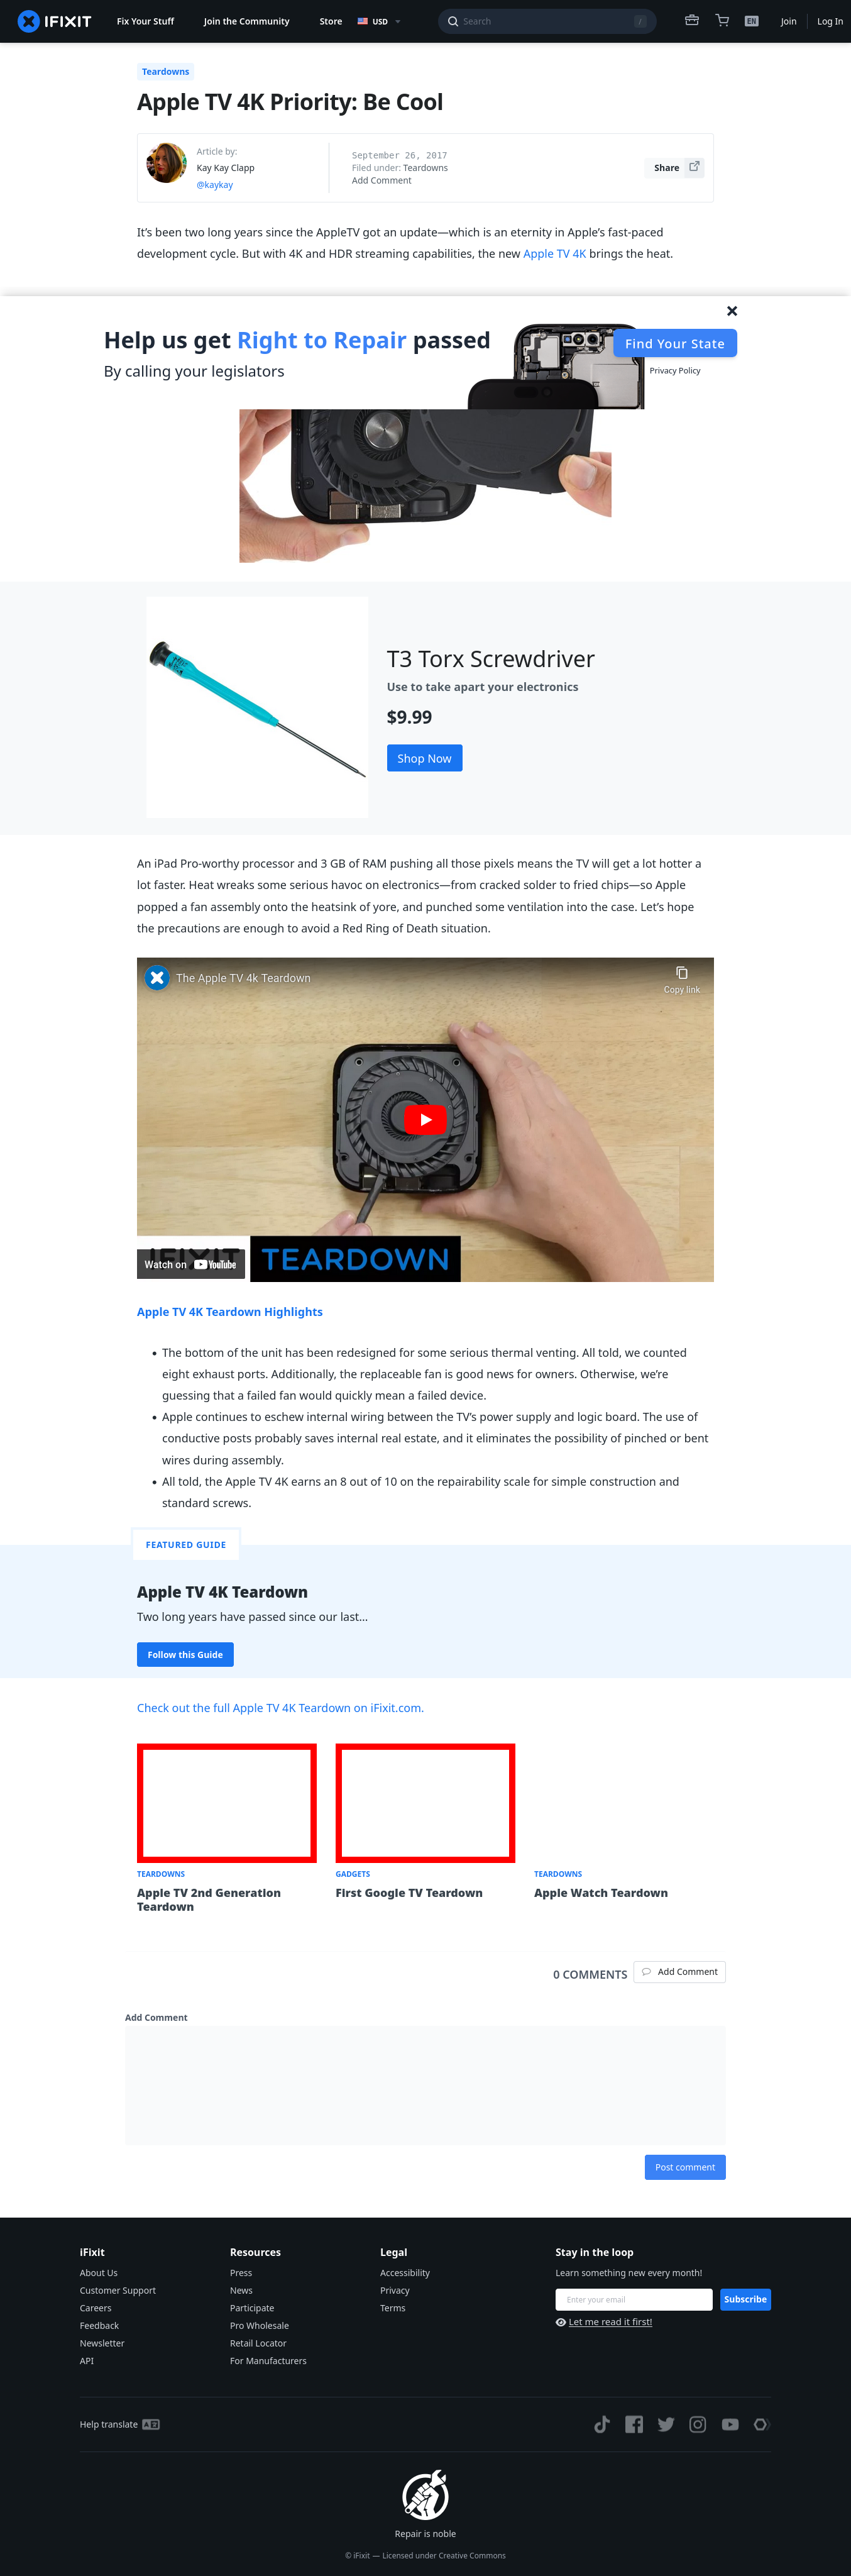 IFIXIT
Fix Your Stuff
Join the Community
Store
USD
Search
/
EN
Join
Log In
Teardowns
Apple TV 4K Priority: Be Cool
Article by:
Kay Kay Clapp
@kaykay
September 26, 2017
Filed under: Teardowns
Add Comment
Share
It’s been two long years since the AppleTV got an update—which is an eternity in Apple’s fast-paced
development cycle. But with 4K and HDR streaming capabilities, the new Apple TV 4K brings the heat.
Help us get Right to Repair passed
By calling your legislators
Find Your State
Privacy Policy
T3 Torx Screwdriver
Use to take apart your electronics
$9.99
Shop Now
An iPad Pro-worthy processor and 3 GB of RAM pushing all those pixels means the TV will get a lot hotter a
lot faster. Heat wreaks some serious havoc on electronics—from cracked solder to fried chips—so Apple
popped a fan assembly onto the heatsink of yore, and punched some ventilation into the case. Let’s hope
the precautions are enough to avoid a Red Ring of Death situation.
The Apple TV 4k Teardown
Copy link
IFIXIT TEARDOWN
Watch on YouTube
Apple TV 4K Teardown Highlights
The bottom of the unit has been redesigned for some serious thermal venting. All told, we counted
eight exhaust ports. Additionally, the replaceable fan is good news for owners. Otherwise, we’re
guessing that a failed fan would quickly mean a failed device.
Apple continues to eschew internal wiring between the TV’s power supply and logic board. The use of
conductive posts probably saves internal real estate, and it eliminates the possibility of pinched or bent
wires during assembly.
All told, the Apple TV 4K earns an 8 out of 10 on the repairability scale for simple construction and
standard screws.
FEATURED GUIDE
Apple TV 4K Teardown
Two long years have passed since our last...
Follow this Guide
Check out the full Apple TV 4K Teardown on iFixit.com.
TEARDOWNS
Apple TV 2nd Generation
Teardown
GADGETS
First Google TV Teardown
TEARDOWNS
Apple Watch Teardown
0 COMMENTS
Add Comment
Add Comment
Post comment
iFixit
About Us
Customer Support
Careers
Feedback
Newsletter
API
Resources
Press
News
Participate
Pro Wholesale
Retail Locator
For Manufacturers
Legal
Accessibility
Privacy
Terms
Stay in the loop
Learn something new every month!
Enter your email
Subscribe
Let me read it first!
Help translate
Repair is noble
© iFixit — Licensed under Creative Commons